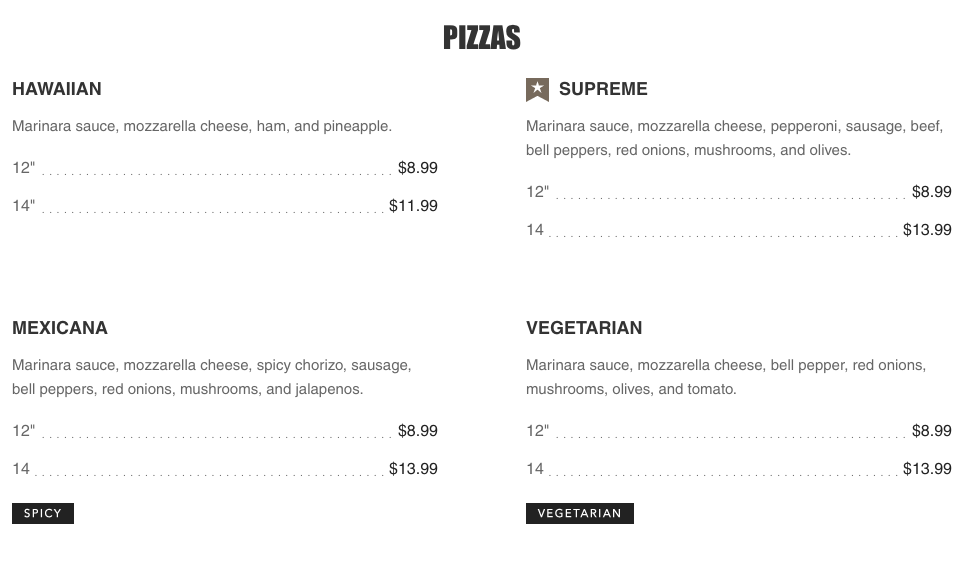 PIZZAS
HAWAIIAN
Marinara sauce, mozzarella cheese, ham, and pineapple.
12" $8.99
14" $11.99
SUPREME
Marinara sauce, mozzarella cheese, pepperoni, sausage, beef,
bell peppers, red onions, mushrooms, and olives.
12" $8.99
14 $13.99
MEXICANA
Marinara sauce, mozzarella cheese, spicy chorizo, sausage,
bell peppers, red onions, mushrooms, and jalapenos.
12" $8.99
14 $13.99
SPICY
VEGETARIAN
Marinara sauce, mozzarella cheese, bell pepper, red onions,
mushrooms, olives, and tomato.
12" $8.99
14 $13.99
VEGETARIAN